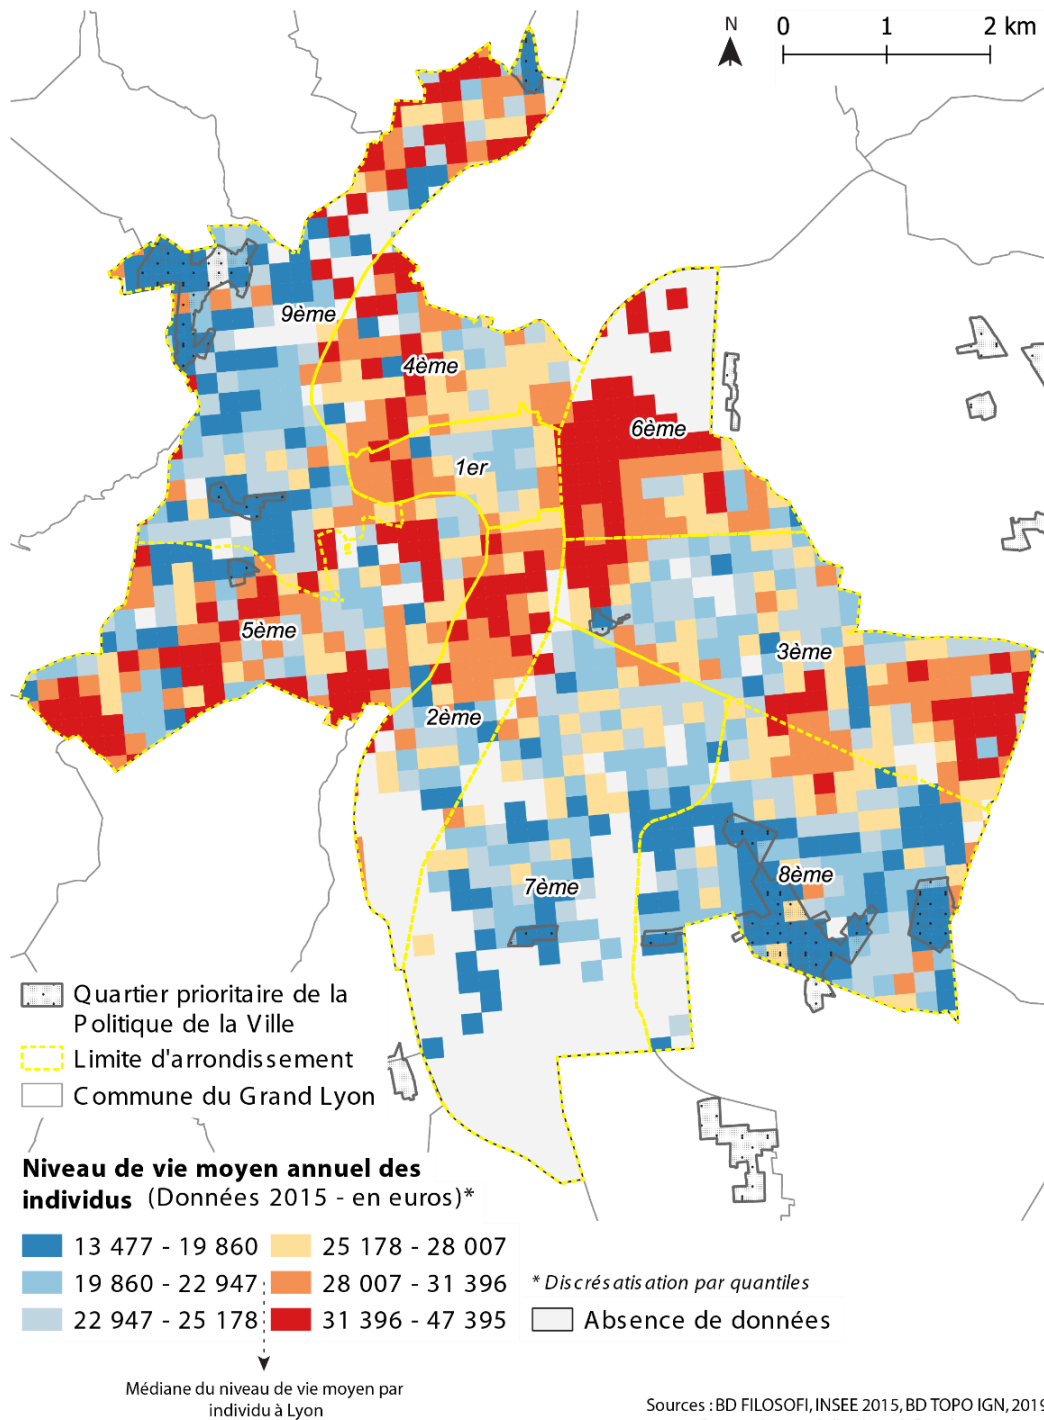 N
0 1 2 km
9ème
4ème
6ème
1er
5ème
3ème
2ème
8ème
7ème
Quartier prioritaire de la
Politique de la Ville
Limite d'arrondissement
Commune du Grand Lyon
Niveau de vie moyen annuel des
individus (Données 2015 - en euros)*
13 477 - 19 860 25 178 - 28 007
19 860 - 22 947 28 007 - 31 396 * Discrésatisation par quantiles
22 947 - 25 178 31 396 - 47 395 Absence de données
Médiane du niveau de vie moyen par
individu à Lyon
Sources : BD FILOSOFI, INSEE 2015, BD TOPO IGN, 2019